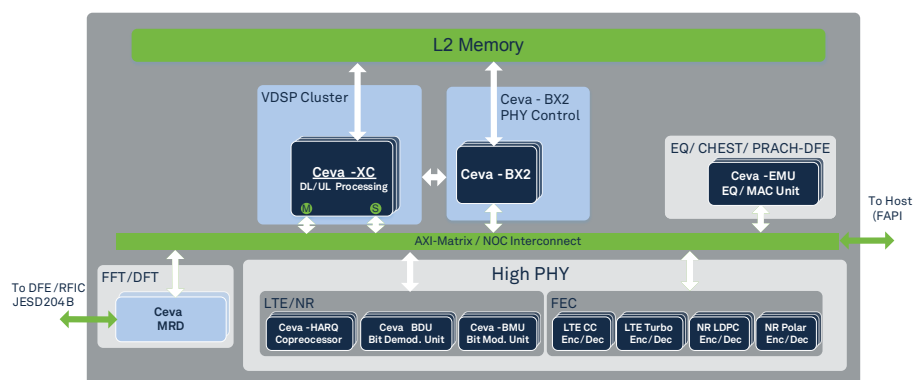 L2 Memory
VDSP Cluster
Ceva - BX2
PHY Control
Ceva -XC
DL/UL Processing
M
S
Ceva - BX2
EQ/ CHEST/ PRACH-DFE
Ceva -EMU
EQ/ MAC Unit
To Host
(FAPI
AXI-Matrix / NOC Interconnect
FFT/DFT
High PHY
To DFE /RFIC
JESD204B
Ceva
MRD
LTE/NR
FEC
Ceva -HARQ
Copreocessor
Ceva BDU
Bit Demod. Unit
Ceva -BMU
Bit Mod. Unit
LTE CC
Enc/Dec
LTE Turbo
Enc/Dec
NR LDPC
Enc/Dec
NR Polar
Enc/Dec